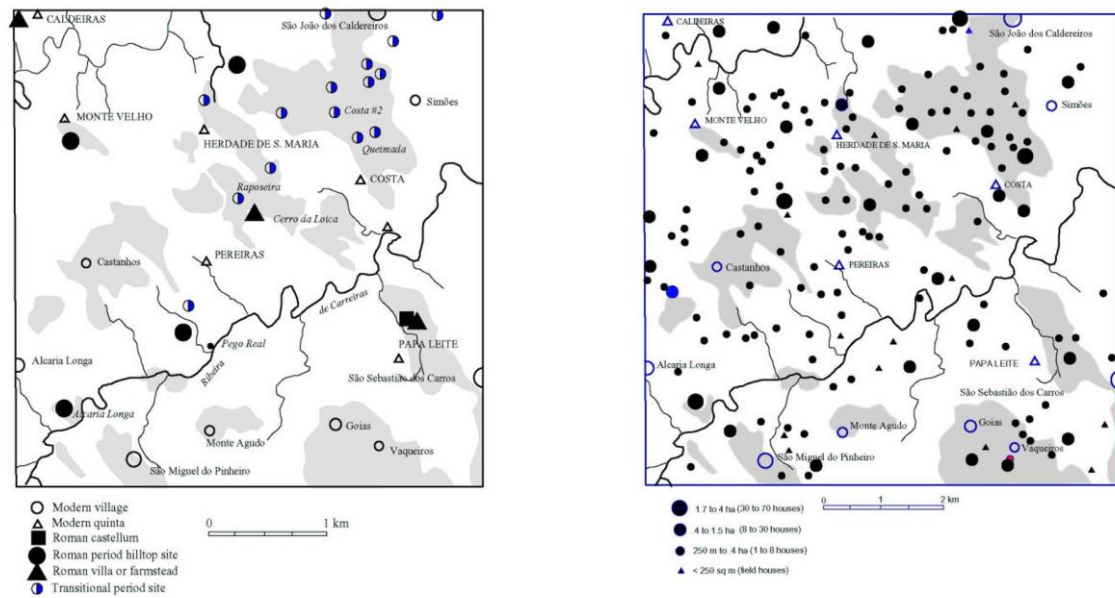 São João dos Caldereiros
CALDEIRAS
Simões
Costa #2
MONTE VELHO
HERDADE DE S. MARIA
Queimada
COSTA
Raposeira
Cerro da Loica
PEREIRAS
Castanhos
de Carreiras
Pego Real
Ribeira
PAPA LEITE
Alcaria Longa
São Sebastião dos Carros
Alcaria Longa
Monte Agudo
Goias
Vaqueiros
São Miguel do Pinheiro
Modern village
Modern quinta
Roman castellum
Roman period hilltop site
Roman villa or farmstead
Transitional period site
0 1 km
CALDEIRAS
São João dos Caldereiros
Simões
MONTE VELHO
HERDADE DE S. MARIA
COSTA
Castanhos
PEREIRAS
Alcaria Longa
PAPA LEITE
São Sebastião dos Carros
Monte Agudo
Goias
Vaqueiros
São Miguel do Pinheiro
0 1 2 km
1.7 to 4 ha (30 to 70 houses)
.4 to 1.5 ha (8 to 30 houses)
250 m to .4 ha (1 to 8 houses)
< 250 sq m (field houses)